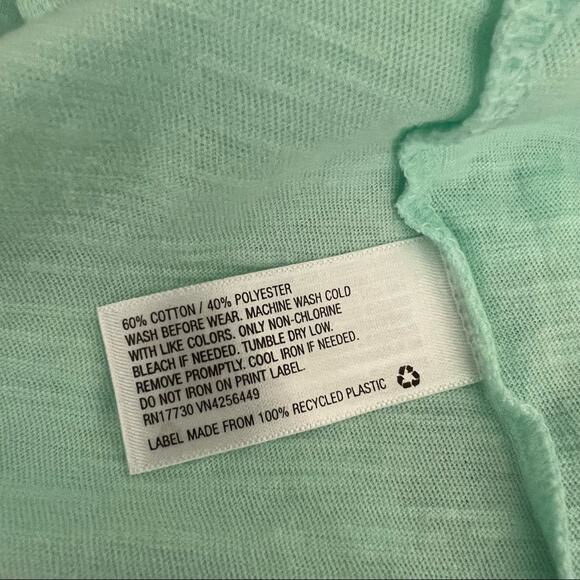 60% COTTON / 40% POLYESTER
WASH BEFORE WEAR. MACHINE WASH COLD
WITH LIKE COLORS. ONLY NON-CHLORINE
BLEACH IF NEEDED. TUMBLE DRY LOW.
REMOVE PROMPTLY. COOL IRON IF NEEDED.
DO NOT IRON ON PRINT LABEL.
RN17730 VN4256449
LABEL MADE FROM 100% RECYCLED PLASTIC